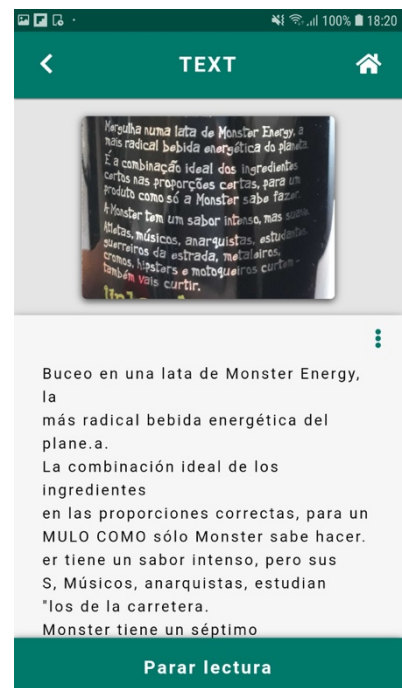 100% 18:20
TEXT
Mergulha numa lata de Monster Energy, a
mais radical bebida energética do planeta.
É a combinação ideal dos ingredientes
certos nas proporções certas, para um
produto como só a Monster sabe fazer.
A Monster tem um sabor intenso, mas suave.
Atletas, músicos, anarquistas, estudantes,
guerreiros da estrada, metaleiros,
cromos, hipsters e motoqueiros curtem -
também vais curtir.
Buceo en una lata de Monster Energy,
la
más radical bebida energética del
plane.a.
La combinación ideal de los
ingredientes
en las proporciones correctas, para un
MULO COMO sólo Monster sabe hacer.
er tiene un sabor intenso, pero sus
S, Músicos, anarquistas, estudian
"los de la carretera.
Monster tiene un séptimo
Parar lectura